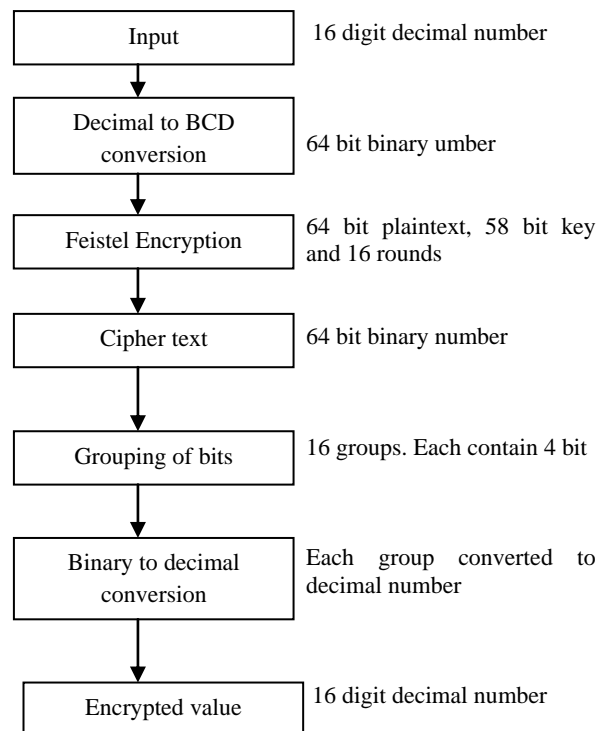 Input
16 digit decimal number
Decimal to BCD
conversion
64 bit binary umber
Feistel Encryption
64 bit plaintext, 58 bit key
and 16 rounds
Cipher text
64 bit binary number
Grouping of bits
16 groups. Each contain 4 bit
Binary to decimal
conversion
Each group converted to
decimal number
Encrypted value
16 digit decimal number